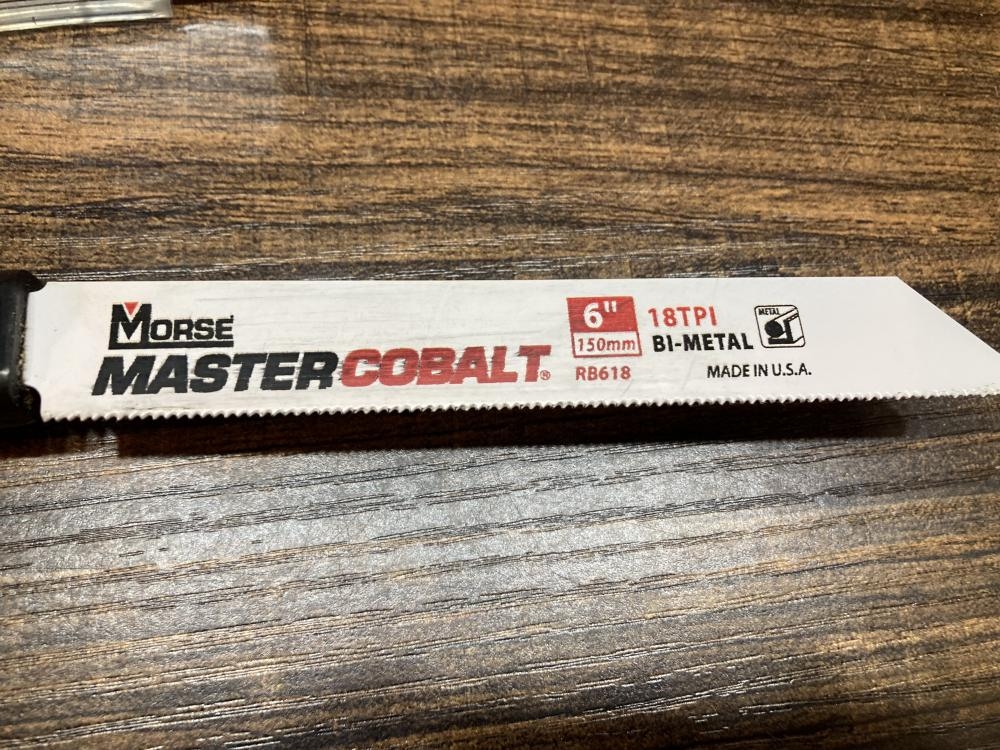 MORSE
MASTERCOBALT®
6"
150mm
RB618
18TPI
BI-METAL
METAL
MADE IN U.S.A.